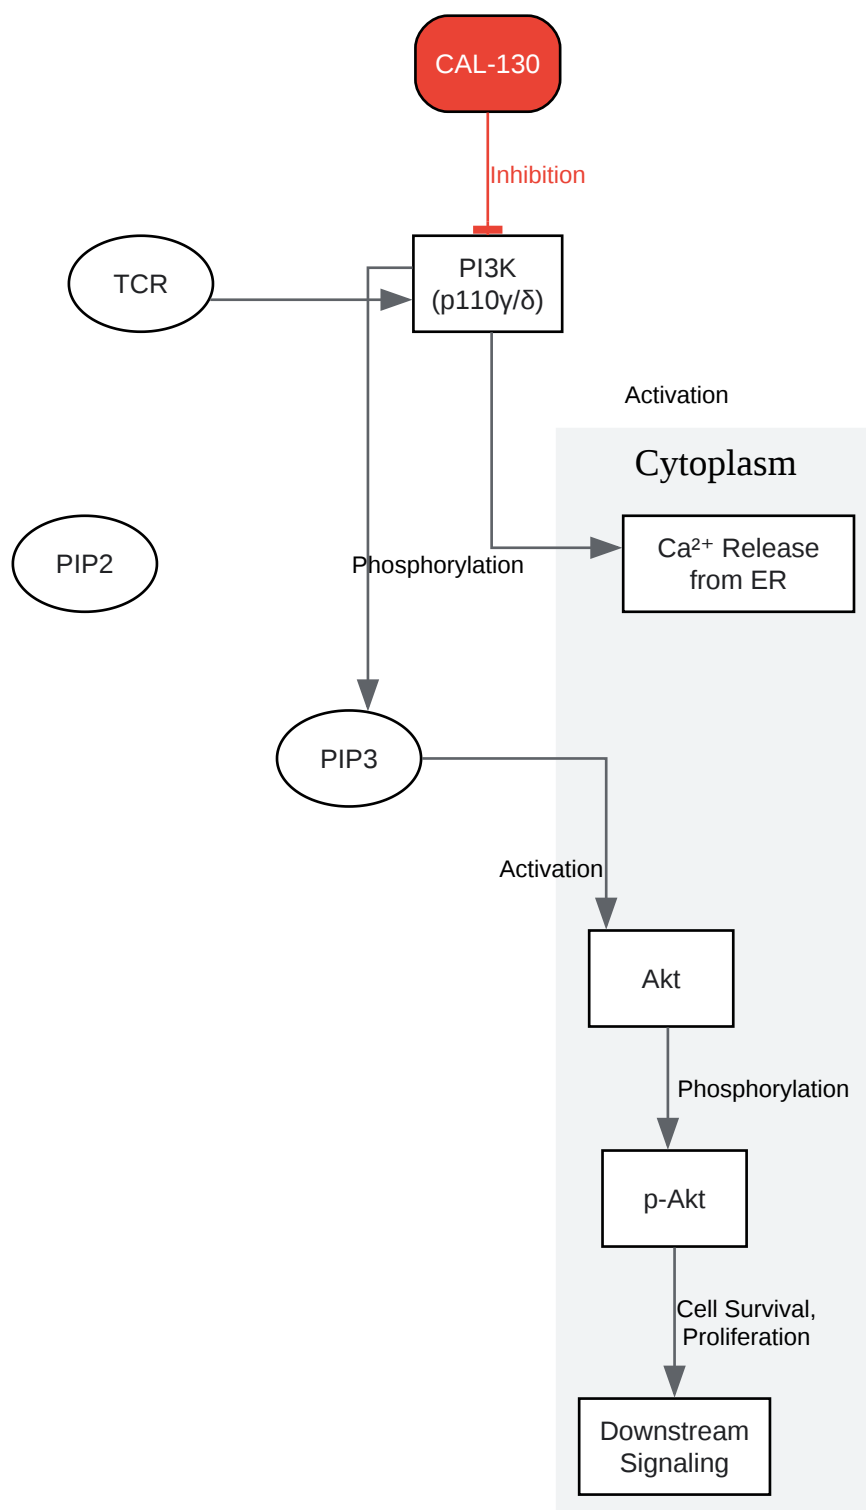 CAL-130
Inhibition
TCR
PI3K
(p110γ/δ)
Activation
Cytoplasm
PIP2
Phosphorylation
Ca²⁺ Release
from ER
PIP3
Activation
Akt
Phosphorylation
p-Akt
Cell Survival,
Proliferation
Downstream
Signaling